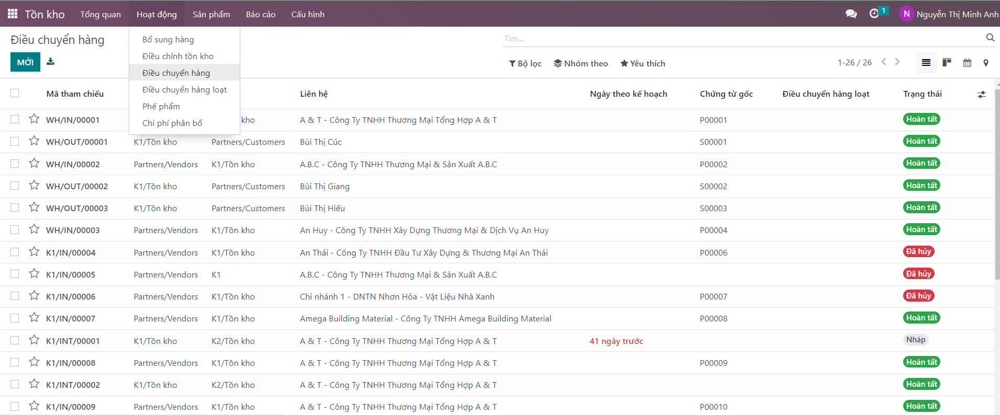 Tồn kho Tổng quan Hoạt động Sản phẩm Báo cáo Cấu hình 1 N Nguyễn Thị Minh Anh
Điều chuyển hàng Tìm...
MỚI Bộ lọc Nhóm theo Yêu thích 1-26 / 26
Bổ sung hàng
Điều chỉnh tồn kho
Điều chuyển hàng
Điều chuyển hàng loạt
Phế phẩm
Chi phí phân bổ
Mã tham chiếu Liên hệ Ngày theo kế hoạch Chứng từ gốc Điều chuyển hàng loạt Trạng thái
WH/IN/00001 kho A & T - Công Ty TNHH Thương Mại Tổng Hợp A & T P00001 Hoàn tất
WH/OUT/00001 K1/Tồn kho Partners/Customers Bùi Thị Cúc S00001 Hoàn tất
WH/IN/00002 Partners/Vendors K1/Tồn kho A.B.C - Công Ty TNHH Thương Mại & Sản Xuất A.B.C P00002 Hoàn tất
WH/OUT/00002 K1/Tồn kho Partners/Customers Bùi Thị Giang S00002 Hoàn tất
WH/OUT/00003 K1/Tồn kho Partners/Customers Bùi Thị Hiếu S00003 Hoàn tất
WH/IN/00003 Partners/Vendors K1/Tồn kho An Huy - Công Ty TNHH Xây Dựng Thương Mại & Dịch Vụ An Huy P00004 Hoàn tất
K1/IN/00004 Partners/Vendors K1/Tồn kho An Thái - Công Ty TNHH Đầu Tư Xây Dựng & Thương Mại An Thái P00006 Đã hủy
K1/IN/00005 Partners/Vendors K1 A.B.C - Công Ty TNHH Thương Mại & Sản Xuất A.B.C Đã hủy
K1/IN/00006 Partners/Vendors K1/Tồn kho Chi nhánh 1 - DNTN Nhơn Hòa - Vật Liệu Nhà Xanh P00007 Đã hủy
K1/IN/00007 Partners/Vendors K1/Tồn kho Amega Building Material - Công Ty TNHH Amega Building Material P00008 Hoàn tất
K1/INT/00001 K1/Tồn kho K2/Tồn kho A & T - Công Ty TNHH Thương Mại Tổng Hợp A & T 41 ngày trước Nháp
K1/IN/00008 Partners/Vendors K1/Tồn kho A & T - Công Ty TNHH Thương Mại Tổng Hợp A & T P00009 Hoàn tất
K1/INT/00002 K1/Tồn kho K2/Tồn kho A & T - Công Ty TNHH Thương Mại Tổng Hợp A & T Hoàn tất
K1/IN/00009 Partners/Vendors K1/Tồn kho A & T - Công Ty TNHH Thương Mại Tổng Hợp A & T P00010 Hoàn tất